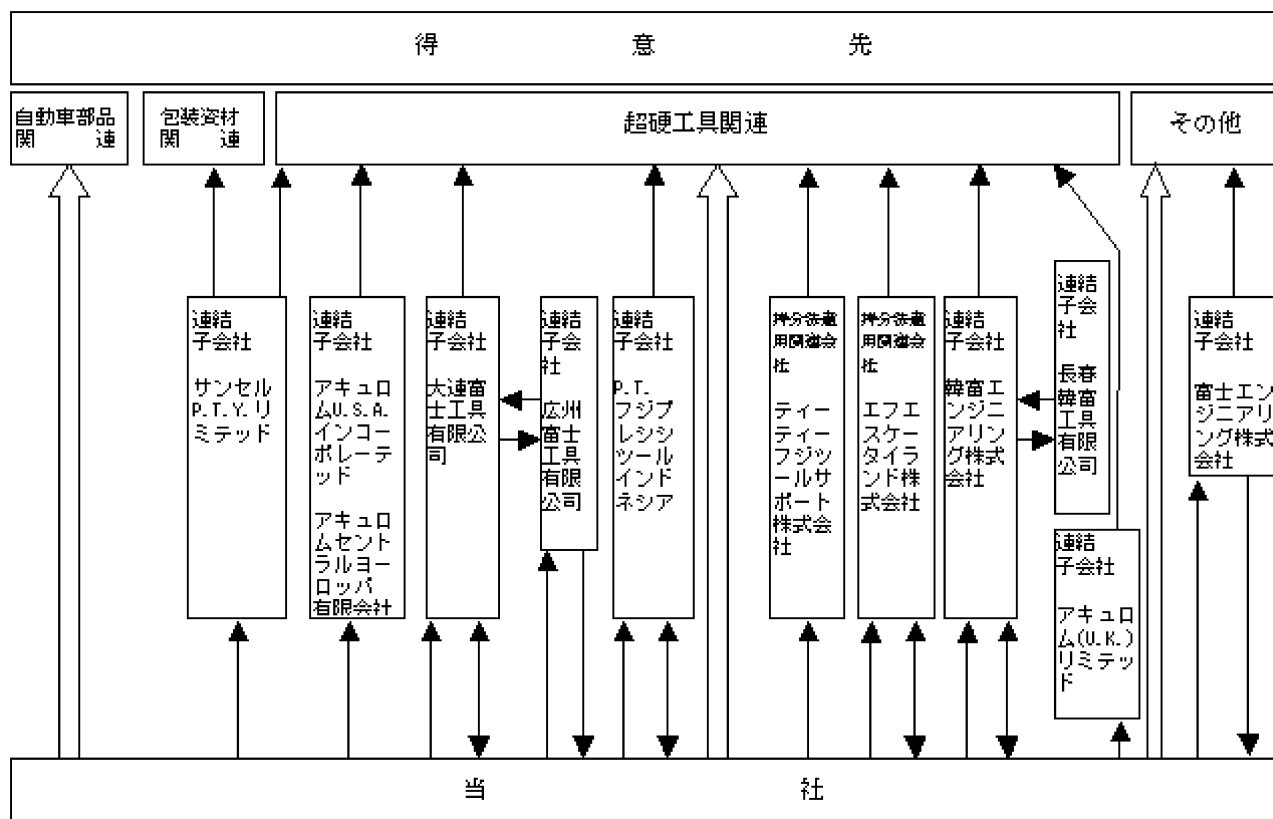 得意先
自動車部品
関連
包装資材
関連
超硬工具関連
その他
連結
子会社
サンセル
P.T.Y.リ
ミテッド
連結
子会社
アキュロ
ムU.S.A.
インコー
ポレーテ
ッド
アキュロ
ムセント
ラルヨー
ロッパ
有限会社
連結
子会社
大連富
士工具
有限公
司
連結
子会
社
広州
富士
工具
有限
公司
連結
子会社
P.T.
フジプ
レシシ
ツール
インド
ネシア
持分法適
用関連会
社
ティー
ティー
フジツ
ールサ
ポート
株式会
社
持分法適
用関連会
社
エフエ
スケー
タイラ
ンド株
式会社
連結
子会社
韓富エ
ンジニ
アリン
グ株式
会社
連結
子会
社
長春
韓富
工具
有限
公司
連結
子会社
アキュロ
ム(U.K.)
リミテッ
ド
連結
子会社
富士エン
ジニアリ
ング株式
会社
当社